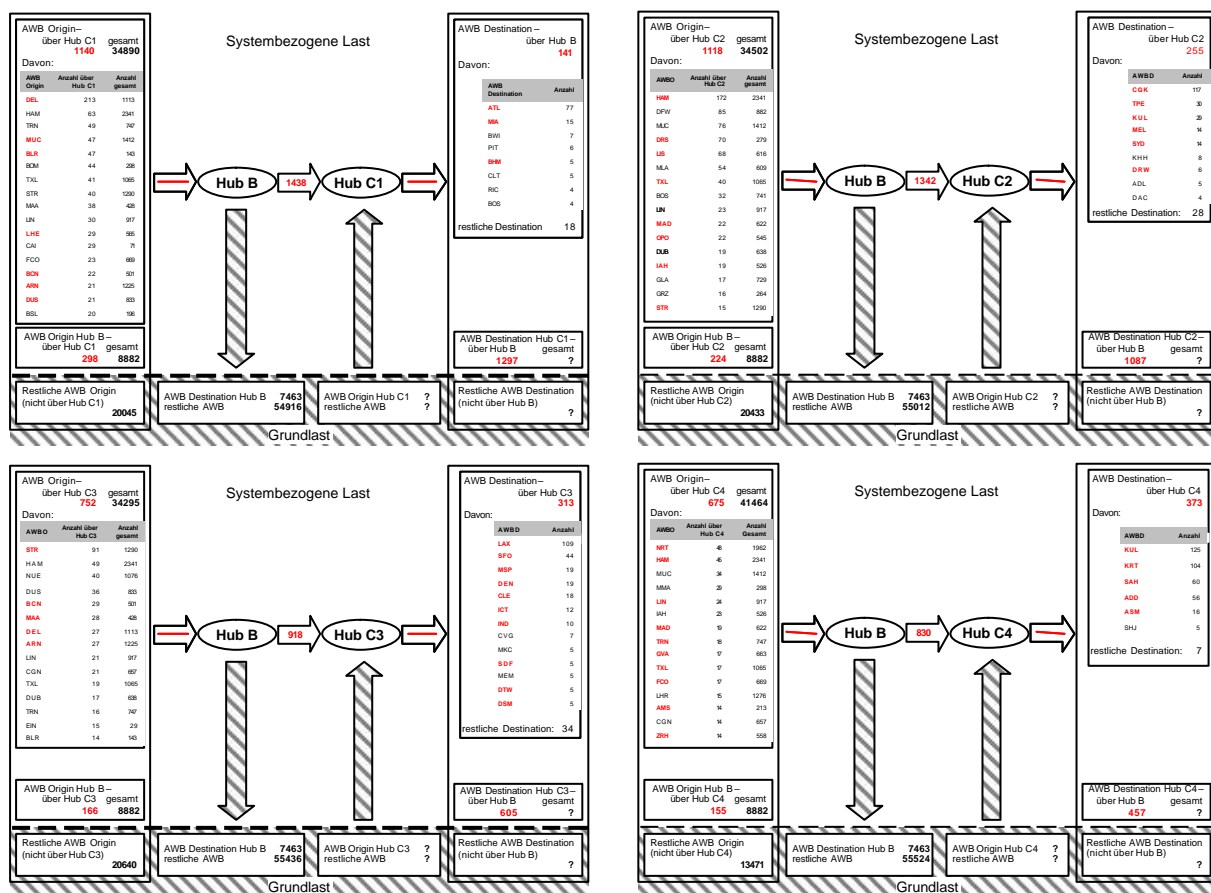 AWB Origin–
über Hub C1 gesamt
1140 34890
Davon:
AWB Origin Anzahl über Hub C1 Anzahl gesamt
DEL 213 1113
HAM 63 2341
TRN 49 747
MUC 47 1412
BLR 47 143
BOM 44 298
TXL 41 1065
STR 40 1290
MAA 38 428
LIN 30 917
LHE 29 565
CAI 29 71
FCO 23 669
BCN 22 501
ARN 21 1225
DUS 21 833
BSL 20 196
AWB Origin Hub B–
über Hub C1 gesamt
298 8882
Restliche AWB Origin
(nicht über Hub C1)
20045
Systembezogene Last
Hub B
1438
Hub C1
AWB Destination Hub B 7463
restliche AWB 54916
AWB Origin Hub C1 ?
restliche AWB ?
Grundlast
AWB Destination–
über Hub B
141
Davon:
AWB Destination Anzahl
ATL 77
MIA 15
BWI 7
PIT 6
BHM 5
CLT 5
RIC 4
BOS 4
restliche Destination 18
AWB Destination Hub C1–
über Hub B gesamt
1297 ?
Restliche AWB Destination
(nicht über Hub B)
?
AWB Origin–
über Hub C2 gesamt
1118 34502
Davon:
AWBO Anzahl über Hub C2 Anzahl gesamt
HAM 172 2341
DFW 85 882
MUC 76 1412
DRS 70 279
LIS 68 616
MLA 54 609
TXL 40 1065
BOS 32 741
LIN 23 917
MAD 22 622
OPO 22 545
DUB 19 638
IAH 19 526
GLA 17 729
GRZ 16 264
STR 15 1290
AWB Origin Hub B–
über Hub C2 gesamt
224 8882
Restliche AWB Origin
(nicht über Hub C2)
20433
Systembezogene Last
Hub B
1342
Hub C2
AWB Destination Hub B 7463
restliche AWB 55012
AWB Origin Hub C2 ?
restliche AWB ?
Grundlast
AWB Destination–
über Hub C2
255
Davon:
AWBD Anzahl
CGK 117
TPE 30
KUL 29
MEL 14
SYD 14
KHH 8
DRW 6
ADL 5
DAC 4
restliche Destination: 28
AWB Destination Hub C2–
über Hub B gesamt
1087 ?
Restliche AWB Destination
(nicht über Hub B)
?
AWB Origin–
über Hub C3 gesamt
752 34295
Davon:
AWBO Anzahl über Hub C3 Anzahl gesamt
STR 91 1290
HAM 49 2341
NUE 40 1076
DUS 36 833
BCN 29 501
MAA 28 428
DEL 27 1113
ARN 27 1225
LIN 21 917
CGN 21 657
TXL 19 1065
DUB 17 638
TRN 16 747
EIN 15 29
BLR 14 143
AWB Origin Hub B–
über Hub C3 gesamt
166 8882
Restliche AWB Origin
(nicht über Hub C3)
20640
Systembezogene Last
Hub B
918
Hub C3
AWB Destination Hub B 7463
restliche AWB 55436
AWB Origin Hub C3 ?
restliche AWB ?
Grundlast
AWB Destination–
über Hub C3
313
Davon:
AWBD Anzahl
LAX 109
SFO 44
MSP 19
DEN 19
CLE 18
ICT 12
IND 10
CVG 7
MKC 5
SDF 5
MEM 5
DTW 5
DSM 5
restliche Destination: 34
AWB Destination Hub C3–
über Hub B gesamt
605 ?
Restliche AWB Destination
(nicht über Hub B)
?
AWB Origin–
über Hub C4 gesamt
675 41464
Davon:
AWBO Anzahl über Hub C4 Anzahl Gesamt
NRT 48 1962
HAM 45 2341
MUC 34 1412
MMA 29 298
LIN 24 917
IAH 23 526
MAD 19 622
TRN 18 747
GVA 17 663
TXL 17 1065
FCO 17 669
LHR 15 1276
AMS 14 213
CGN 14 657
ZRH 14 558
AWB Origin Hub B–
über Hub C4 gesamt
155 8882
Restliche AWB Origin
(nicht über Hub C4)
13471
Systembezogene Last
Hub B
830
Hub C4
AWB Destination Hub B 7463
restliche AWB 55524
AWB Origin Hub C4 ?
restliche AWB ?
Grundlast
AWB Destination–
über Hub C4
373
Davon:
AWBD Anzahl
KUL 125
KRT 104
SAH 60
ADD 56
ASM 16
SHJ 5
restliche Destination: 7
AWB Destination Hub C4–
über Hub B gesamt
457 ?
Restliche AWB Destination
(nicht über Hub B)
?